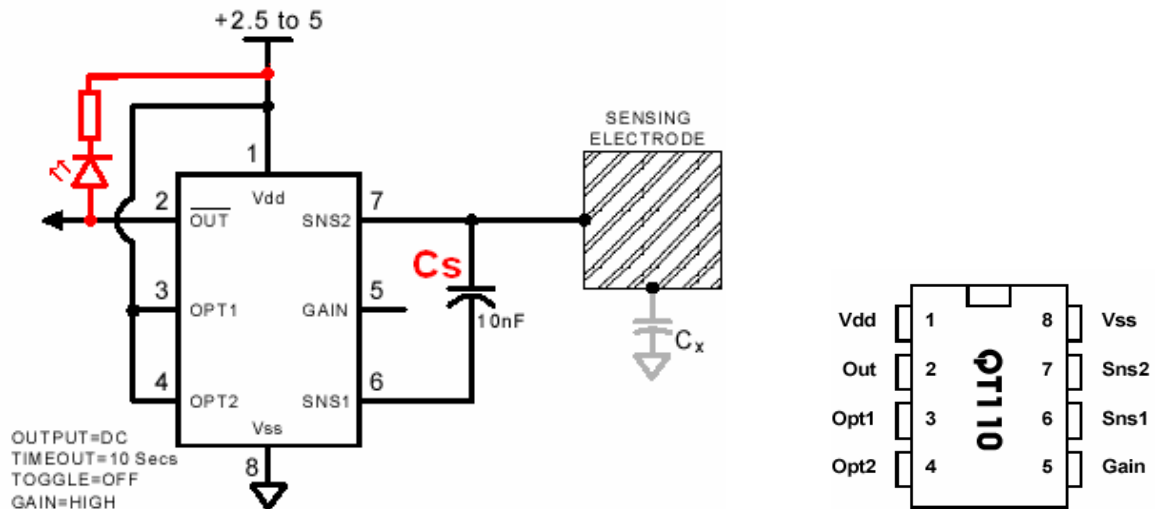 +2.5 to 5
SENSING
ELECTRODE
1
Vdd
2
OUT
SNS2
7
Cs
3
OPT1
GAIN
5
10nF
Cx
4
OPT2
SNS1
6
Vss
8
OUTPUT=DC
TIMEOUT=10 Secs
TOGGLE=OFF
GAIN=HIGH
Vdd 1 8 Vss
Out 2 7 Sns2
Opt1 3 6 Sns1
Opt2 4 5 Gain
QT110